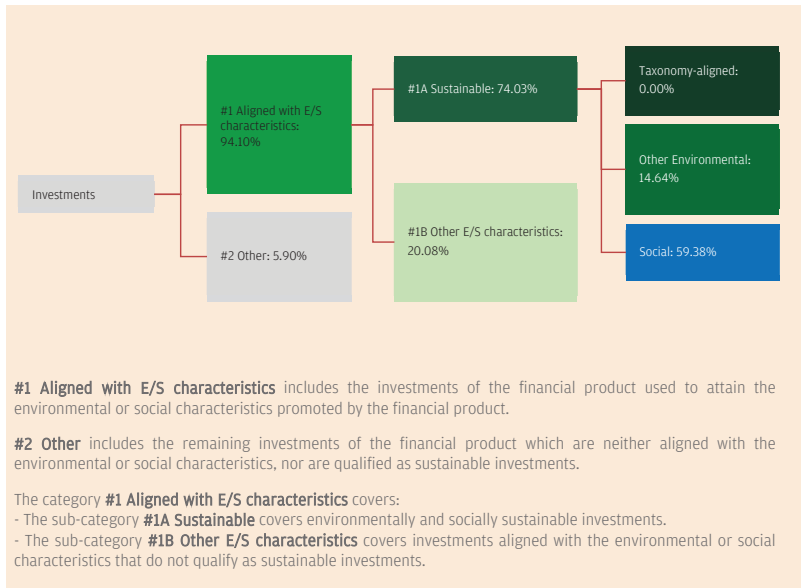 Investments
#1 Aligned with E/S
characteristics:
94.10%
#2 Other: 5.90%
#1A Sustainable: 74.03%
#1B Other E/S characteristics:
20.08%
Taxonomy-aligned:
0.00%
Other Environmental:
14.64%
Social: 59.38%
#1 Aligned with E/S characteristics includes the investments of the financial product used to attain the
environmental or social characteristics promoted by the financial product.
#2 Other includes the remaining investments of the financial product which are neither aligned with the
environmental or social characteristics, nor are qualified as sustainable investments.
The category #1 Aligned with E/S characteristics covers:
- The sub-category #1A Sustainable covers environmentally and socially sustainable investments.
- The sub-category #1B Other E/S characteristics covers investments aligned with the environmental or social
characteristics that do not qualify as sustainable investments.